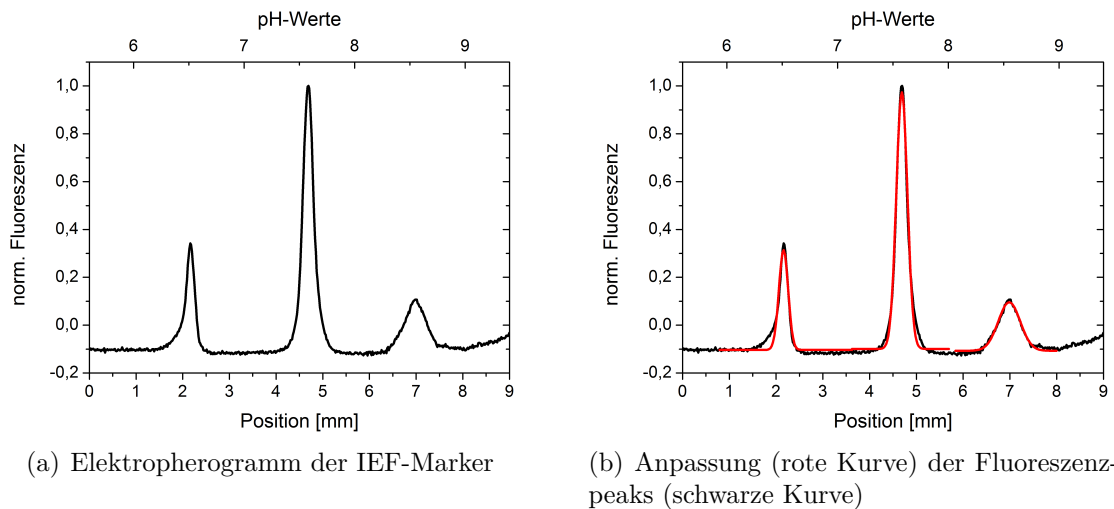 pH-Werte
6 7 8 9
1,0
0,8
0,6
0,4
0,2
0,0
-0,2
norm. Fluoreszenz
0 1 2 3 4 5 6 7 8 9
Position [mm]
(a) Elektropherogramm der IEF-Marker
pH-Werte
6 7 8 9
1,0
0,8
0,6
0,4
0,2
0,0
-0,2
norm. Fluoreszenz
0 1 2 3 4 5 6 7 8 9
Position [mm]
(b) Anpassung (rote Kurve) der Fluoreszenz-
peaks (schwarze Kurve)